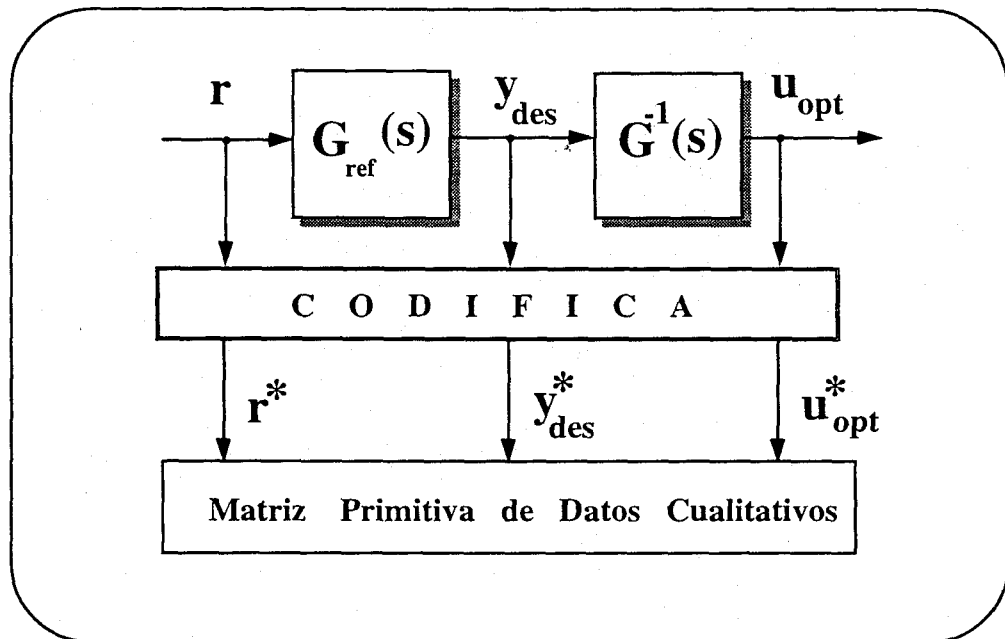 r
G_ref (s)
y_des
G^-1 (s)
u_opt
C O D I F I C A
r*
y*_des
u*_opt
Matriz Primitiva de Datos Cualitativos